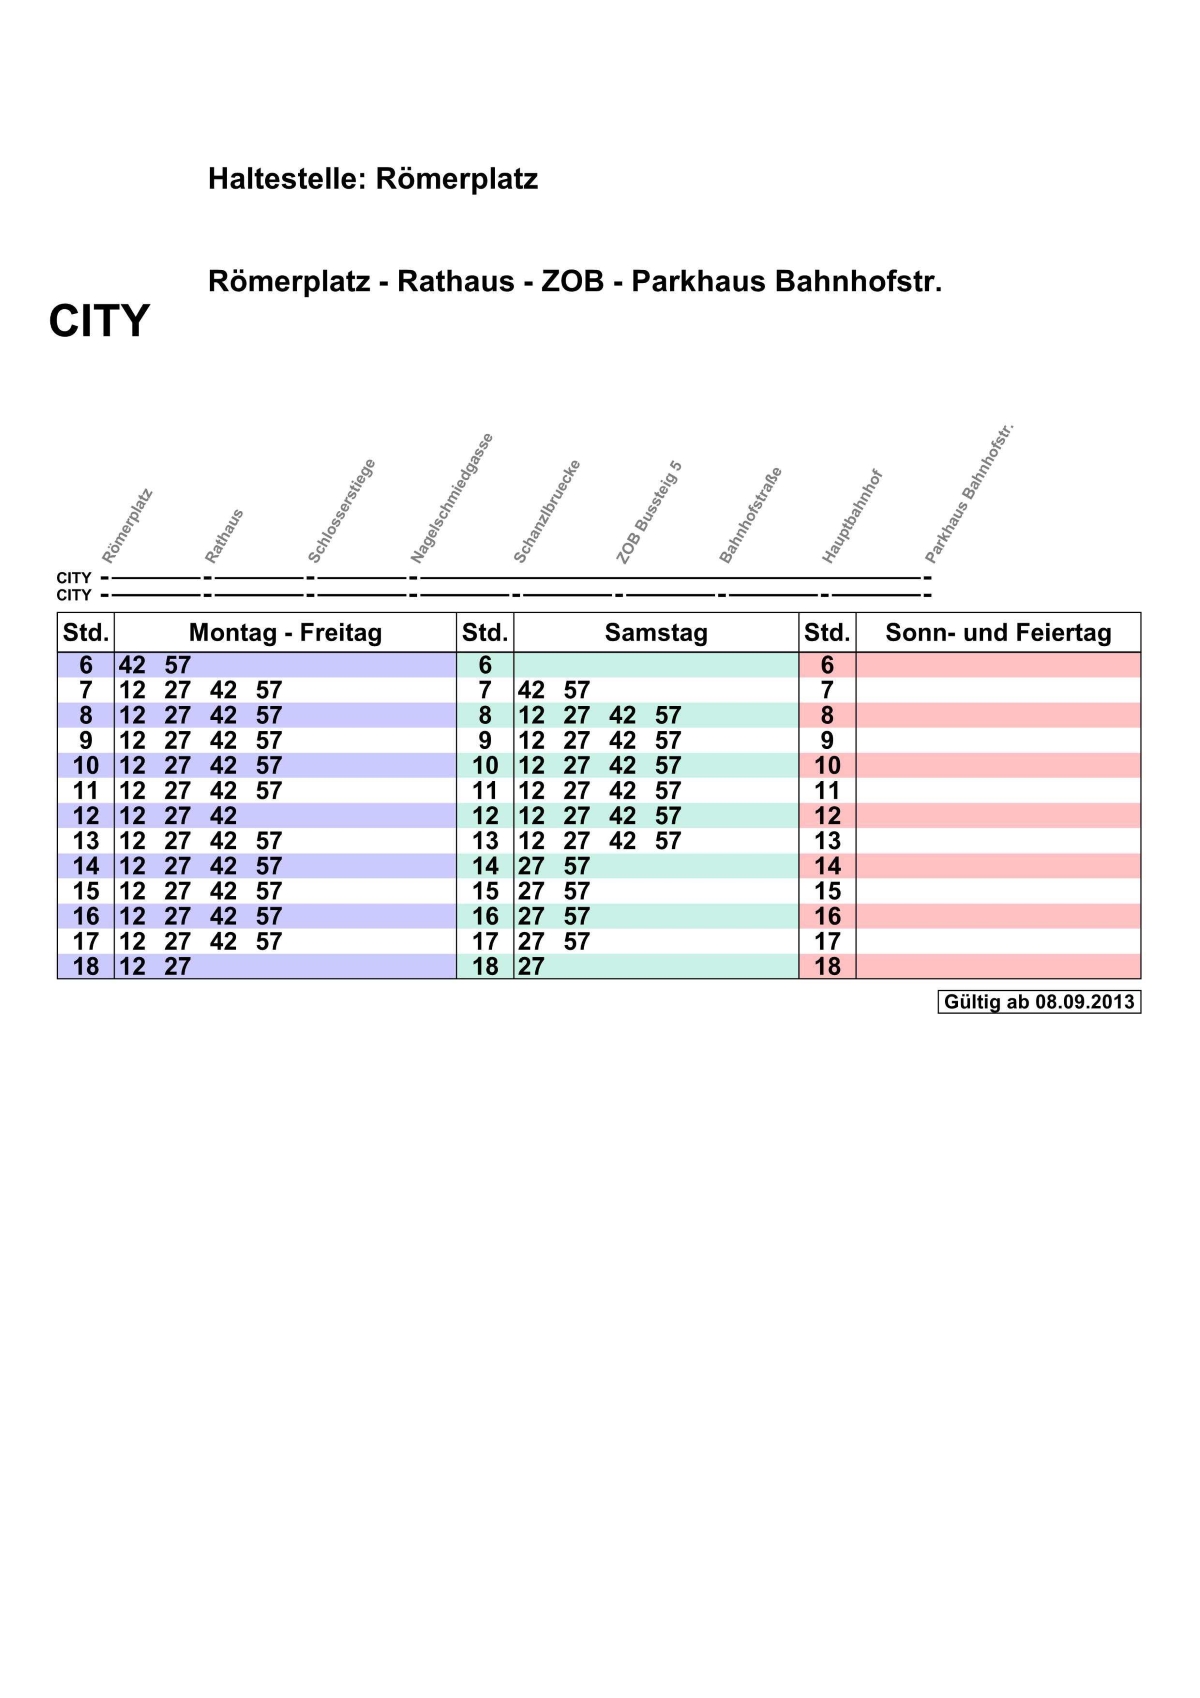 Haltestelle: Römerplatz
Römerplatz - Rathaus - ZOB - Parkhaus Bahnhofstr.
CITY
Römerplatz Rathaus Schlosserstiege Nagelschmiedgasse Schanzlbruecke ZOB Bussteig 5 Bahnhofstraße Hauptbahnhof Parkhaus Bahnhofstr.
CITY
CITY
Std. Montag - Freitag Std. Samstag Std. Sonn- und Feiertag
6 42 57 6 6
7 12 27 42 57 7 42 57 7
8 12 27 42 57 8 12 27 42 57 8
9 12 27 42 57 9 12 27 42 57 9
10 12 27 42 57 10 12 27 42 57 10
11 12 27 42 57 11 12 27 42 57 11
12 12 27 42 12 12 27 42 57 12
13 12 27 42 57 13 12 27 42 57 13
14 12 27 42 57 14 27 57 14
15 12 27 42 57 15 27 57 15
16 12 27 42 57 16 27 57 16
17 12 27 42 57 17 27 57 17
18 12 27 18 27 18
Gültig ab 08.09.2013